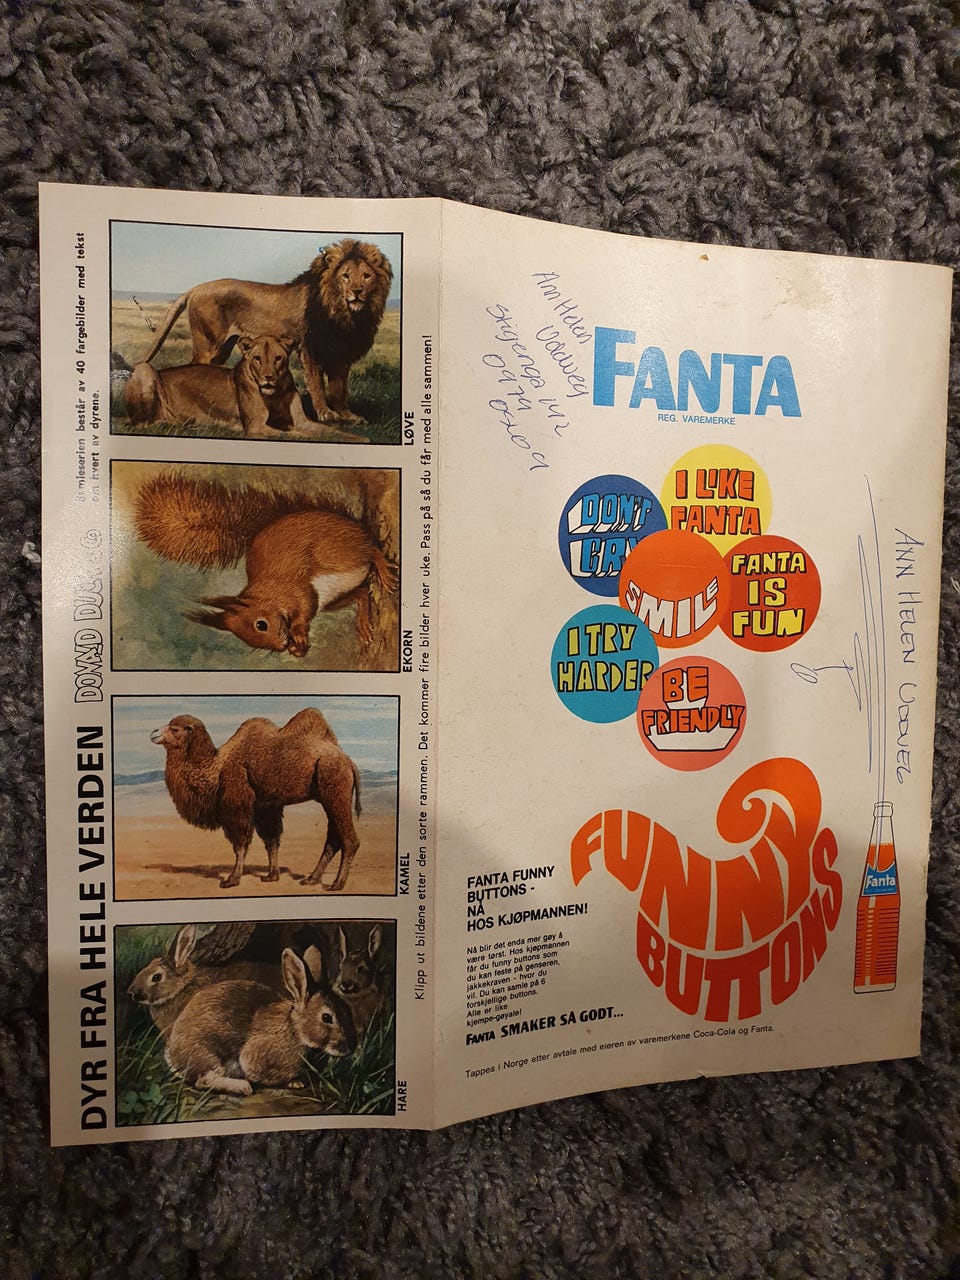 DYR FRA HELE VERDEN
samleserien består av 40 fargebilder med tekst
om hvert av dyrene.
LØVE
EKORN
KAMEL
HARE
Klipp ut bildene etter den sorte rammen. Det kommer fire bilder hver uke. Pass på så du får med alle sammen!
Ann Helen
FANTA
REG. VAREMERKE
DON'T
CRY
I LIKE
FANTA
SMILE
FANTA
IS
FUN
I TRY
HARDER
BE
FRIENDLY
ANN HELEN
FUNNY
BUTTONS
Fanta
FANTA FUNNY
BUTTONS -
NÅ
HOS KJØPMANNEN!
Nå blir det enda mer gøy å
være tørst. Hos kjøpmannen
får du funny buttons som
du kan feste på genseren,
jakkekraven - hvor du
vil. Du kan samle på 6
forskjellige buttons.
Alle er like
kjempe-gøyale!
FANTA SMAKER SÅ GODT...
Tappes i Norge etter avtale med eieren av varemerkene Coca-Cola og Fanta.